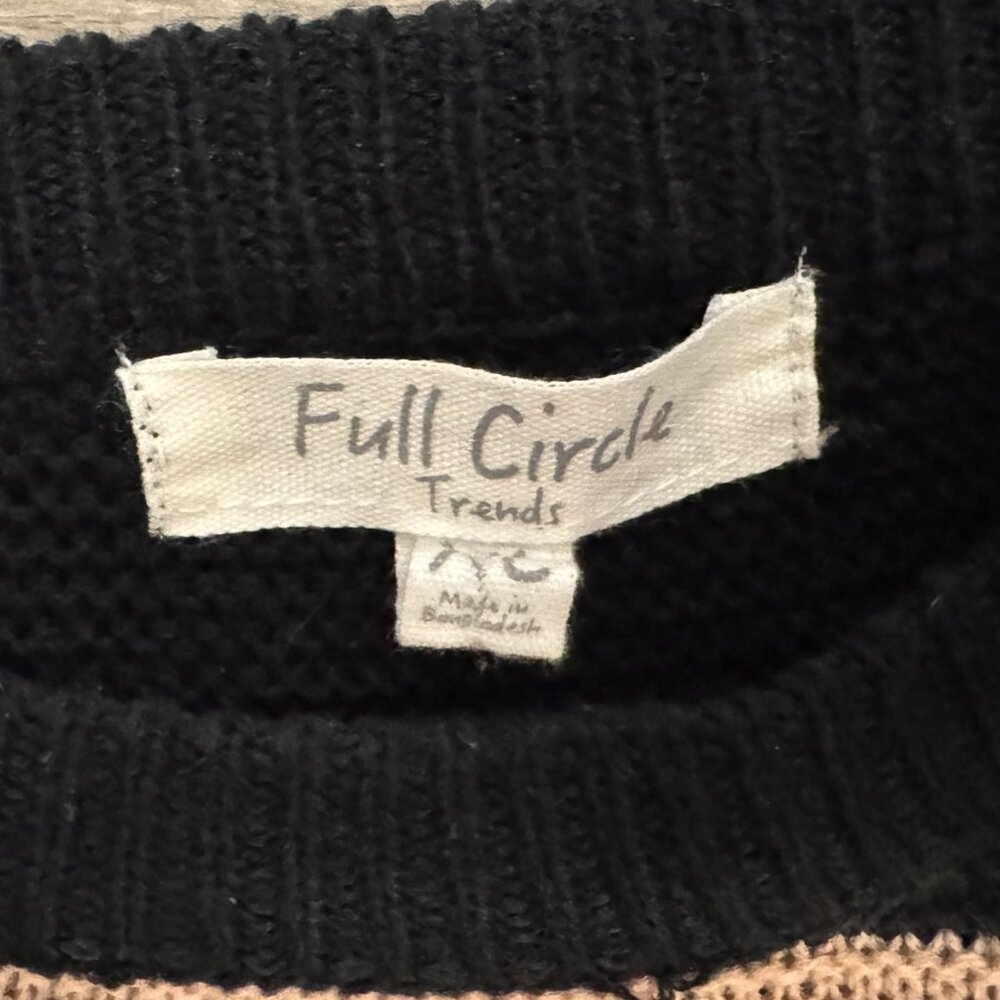 Full Circle
Trends
Made in
Bangladesh